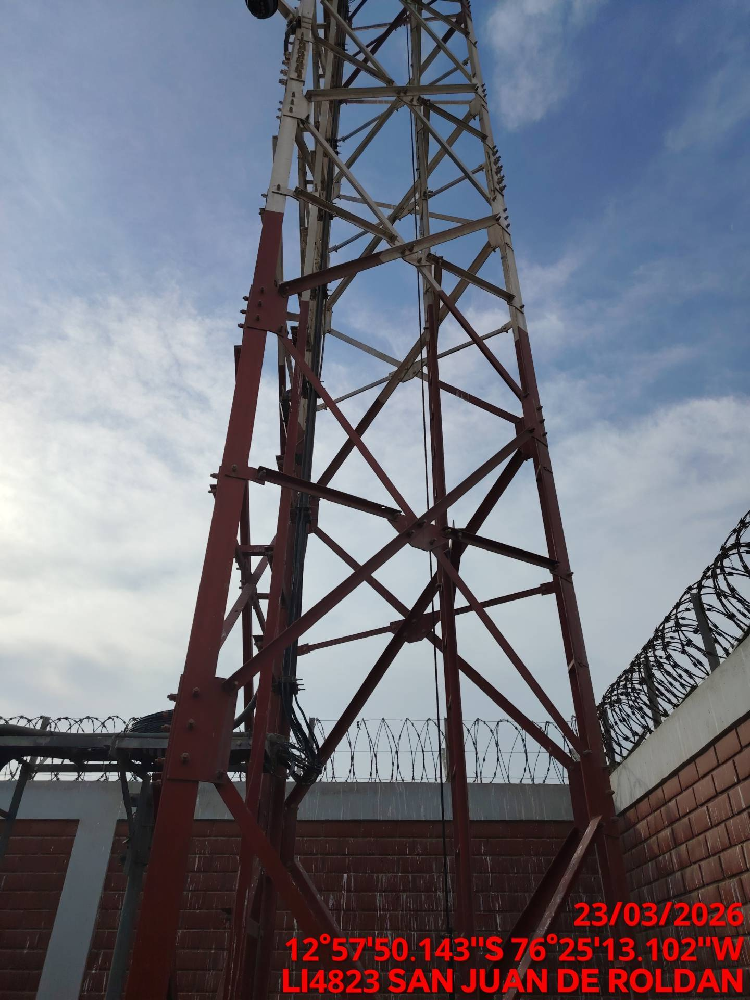 23/03/2026
12°57'50.143"S 76°25'13.102"W
LI4823 SAN JUAN DE ROLDAN